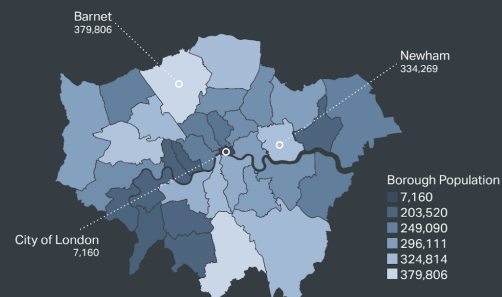 Barnet
379,806
Newham
334,269
City of London
7,160
Borough Population
7,160
203,520
249,090
296,111
324,814
379,806